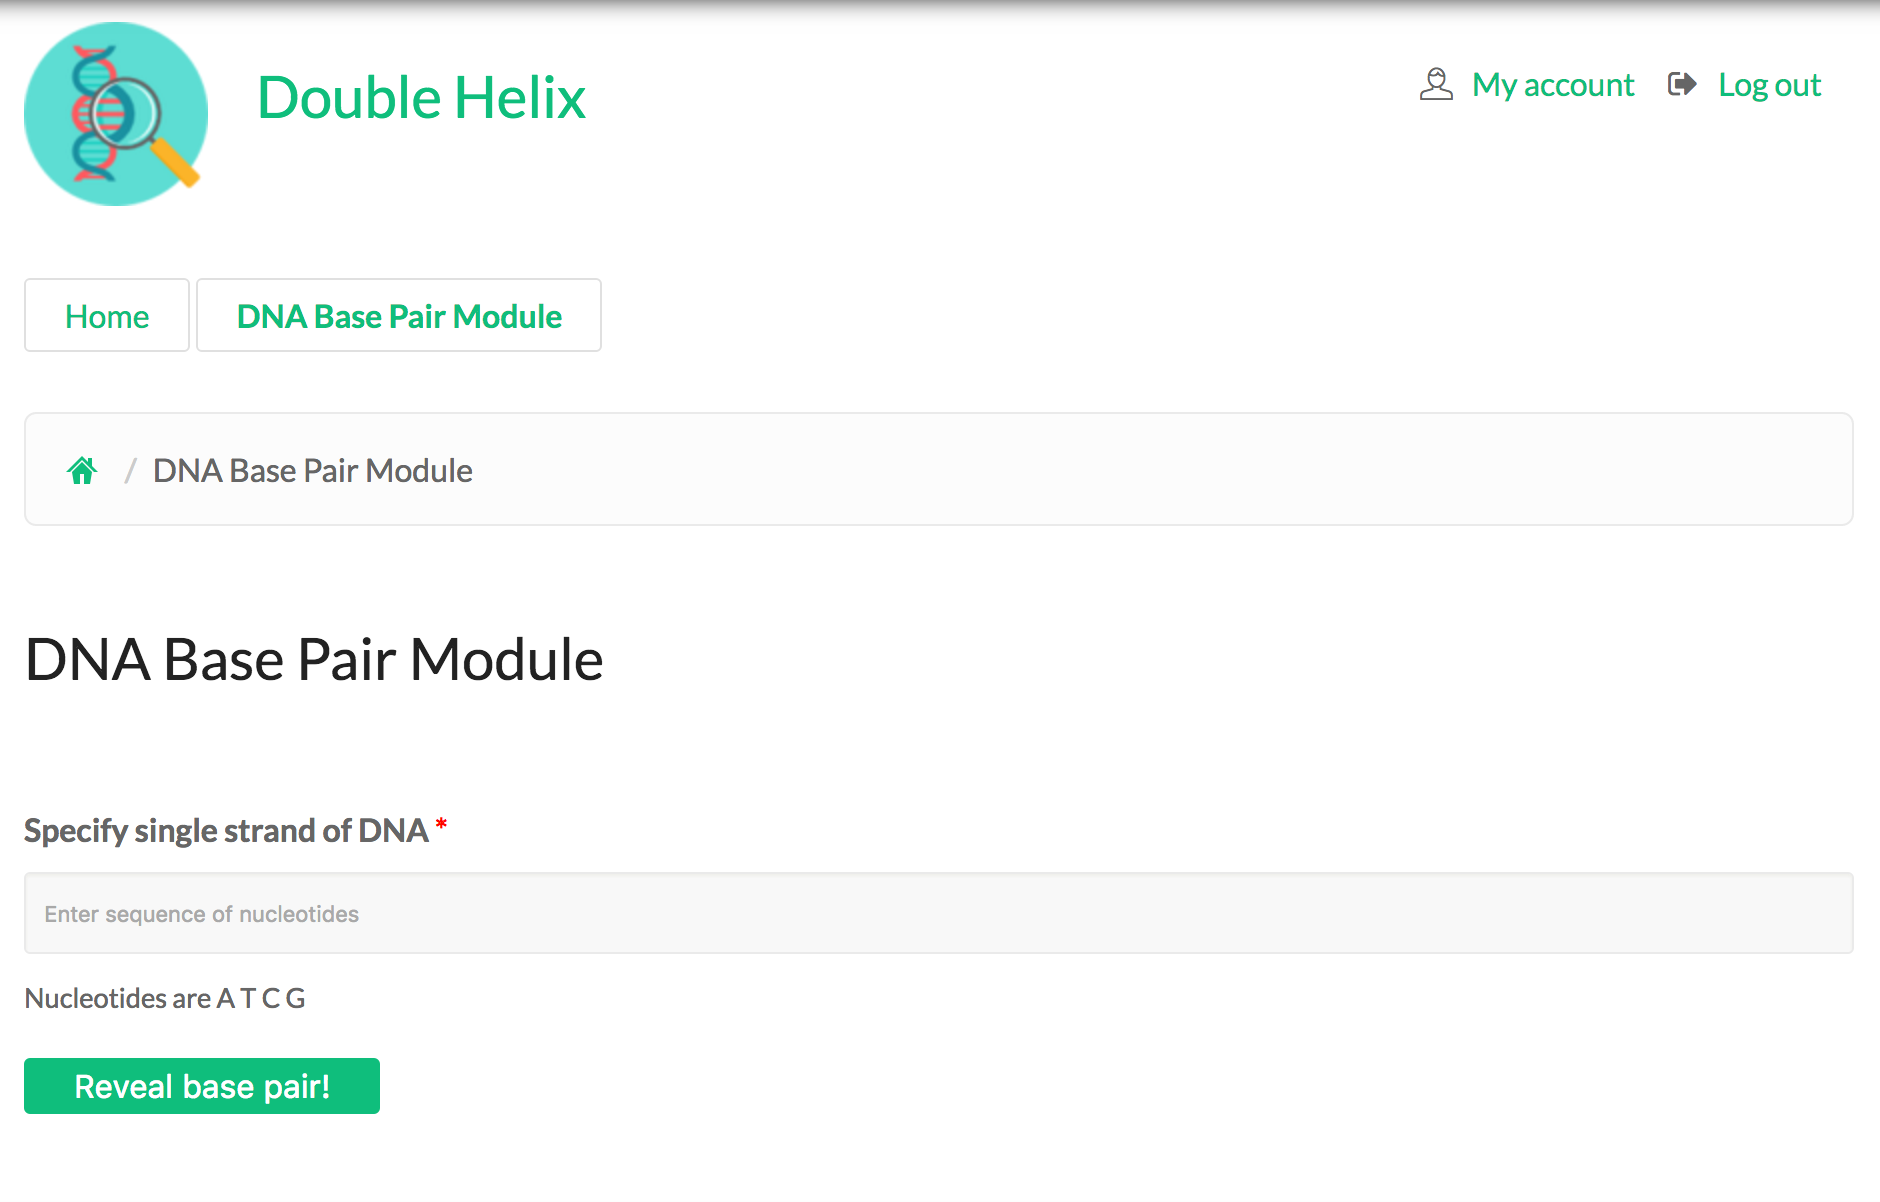 Double Helix
My account
Log out
Home
DNA Base Pair Module
/ DNA Base Pair Module
DNA Base Pair Module
Specify single strand of DNA *
Enter sequence of nucleotides
Nucleotides are A T C G
Reveal base pair!